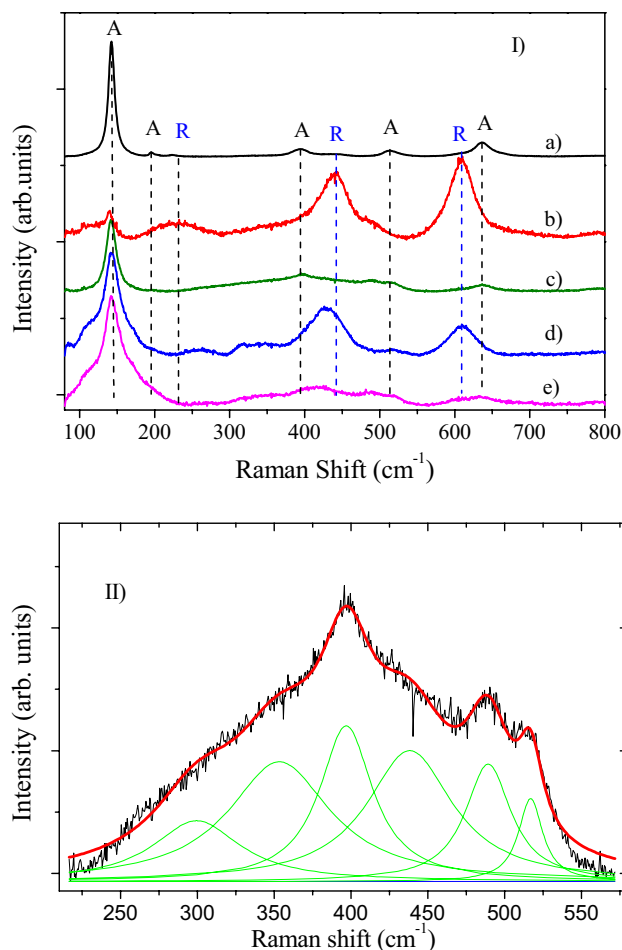 I)
A
A
R
A
R
A
R
A
a)
b)
c)
d)
e)
Intensity (arb.units)
100 200 300 400 500 600 700 800
Raman Shift (cm⁻¹)
II)
Intensity (arb. units)
250 300 350 400 450 500 550
Raman shift (cm⁻¹)